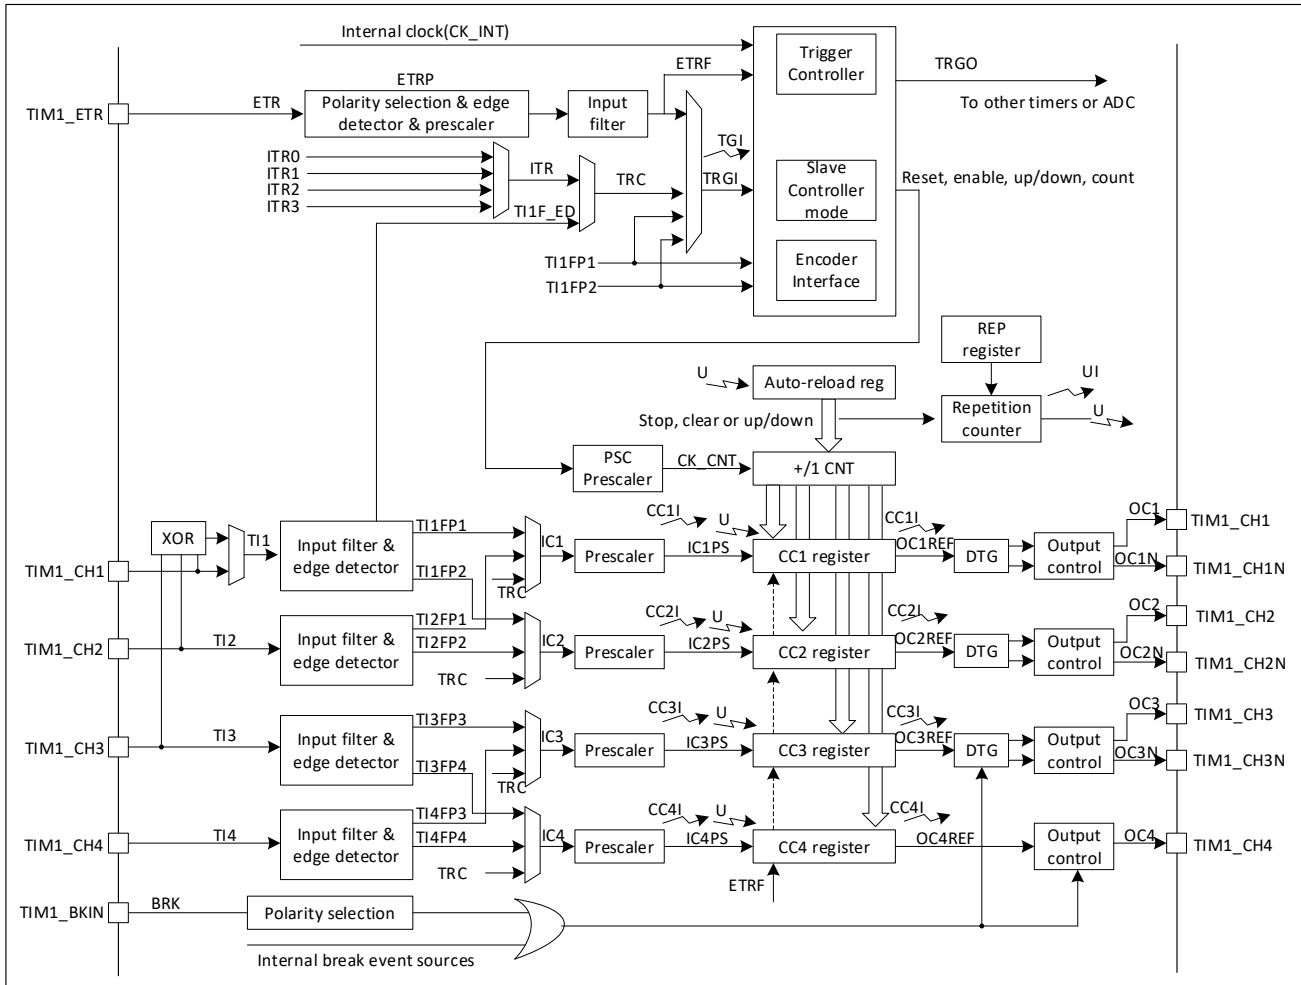 Internal clock(CK_INT)
Trigger
Controller
ETRP
ETRF
TRGO
TIM1_ETR
ETR
Polarity selection & edge
detector & prescaler
Input
filter
To other timers or ADC
TGI
ITR0
ITR1
ITR2
ITR3
ITR
TRC
TRGI
Slave
Controller
mode
Reset, enable, up/down, count
TI1F_ED
TI1FP1
TI1FP2
Encoder
Interface
REP
register
U
Auto-reload reg
UI
Stop, clear or up/down
Repetition
counter
U
PSC
Prescaler
CK_CNT
+/1 CNT
XOR
TI1
Input filter &
edge detector
TI1FP1
TI1FP2
TRC
IC1
Prescaler
CC1I
U
IC1PS
CC1 register
CC1I
OC1REF
DTG
Output
control
OC1
OC1N
TIM1_CH1
TIM1_CH1
TIM1_CH1N
TIM1_CH2
TI2
Input filter &
edge detector
TI2FP1
TI2FP2
TRC
IC2
Prescaler
CC2I
U
IC2PS
CC2 register
CC2I
OC2REF
DTG
Output
control
OC2
OC2N
TIM1_CH2
TIM1_CH2N
TIM1_CH3
TI3
Input filter &
edge detector
TI3FP3
TI3FP4
TRC
IC3
Prescaler
CC3I
U
IC3PS
CC3 register
CC3I
OC3REF
DTG
Output
control
OC3
OC3N
TIM1_CH3
TIM1_CH3N
TIM1_CH4
TI4
Input filter &
edge detector
TI4FP3
TI4FP4
TRC
IC4
Prescaler
CC4I
U
IC4PS
CC4 register
CC4I
OC4REF
Output
control
OC4
TIM1_CH4
ETRF
TIM1_BKIN
BRK
Polarity selection
Internal break event sources